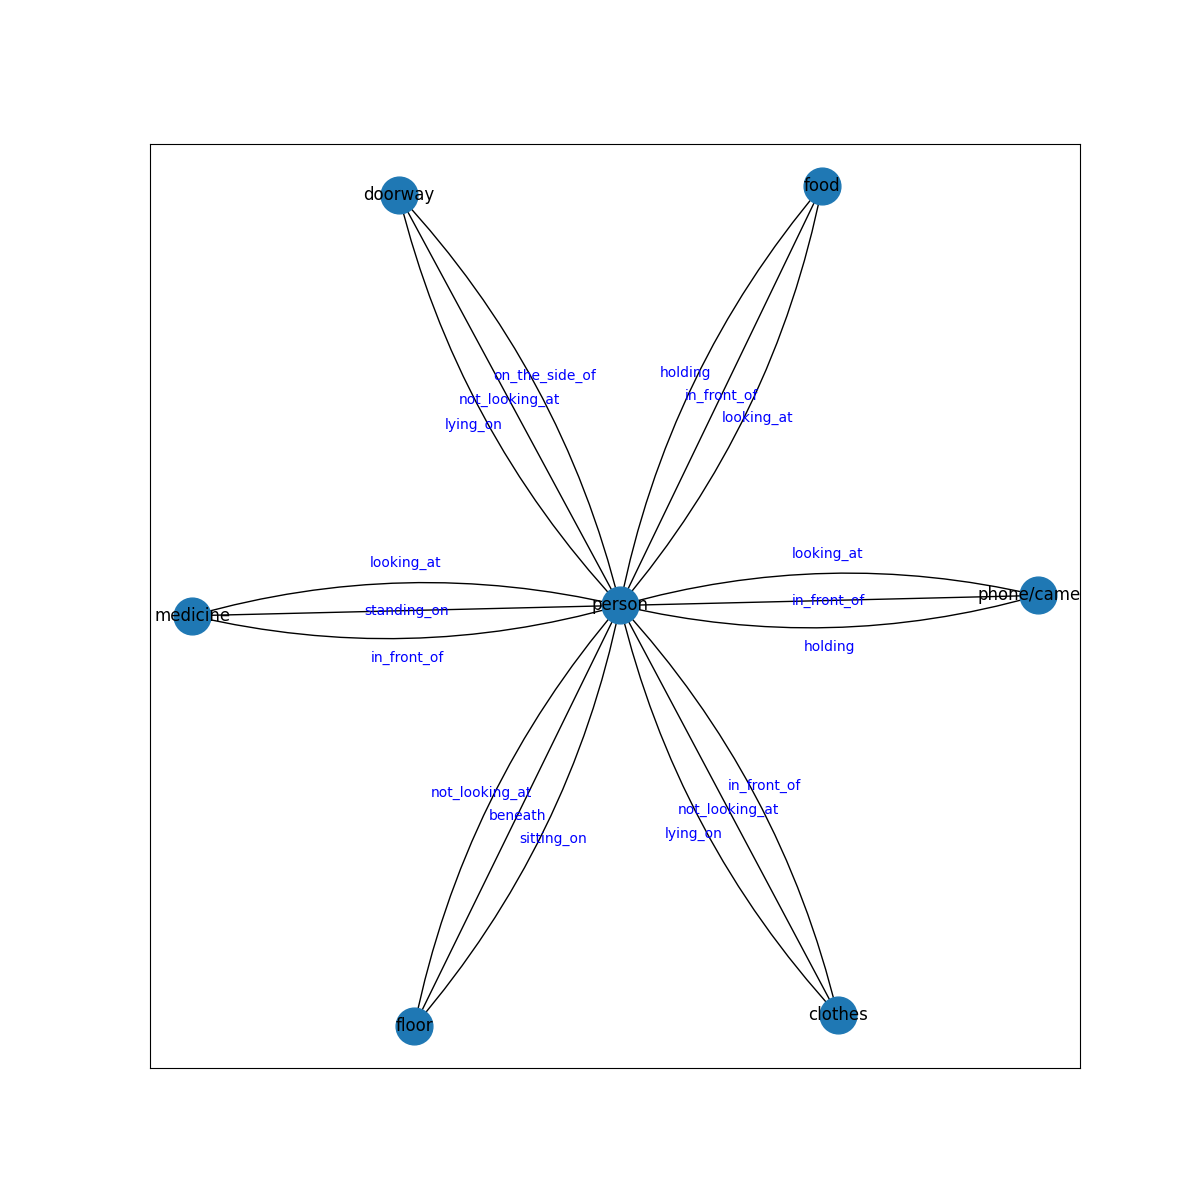 doorway
food
on_the_side_of
not_looking_at
lying_on
holding
in_front_of
looking_at
looking_at
standing_on
in_front_of
looking_at
in_front_of
holding
medicine
person
phone/came
not_looking_at
beneath
sitting_on
in_front_of
not_looking_at
lying_on
floor
clothes